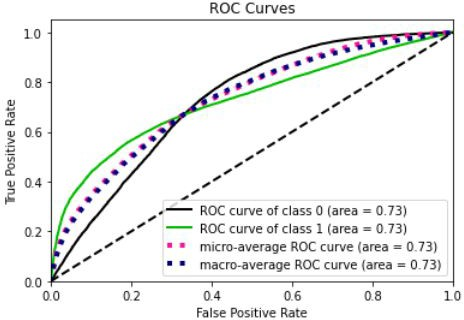 ROC Curves
True Positive Rate
1.0
0.8
0.6
0.4
0.2
0.0
ROC curve of class 0 (area = 0.73)
ROC curve of class 1 (area = 0.73)
micro-average ROC curve (area = 0.73)
macro-average ROC curve (area = 0.73)
0.0 0.2 0.4 0.6 0.8 1.0
False Positive Rate